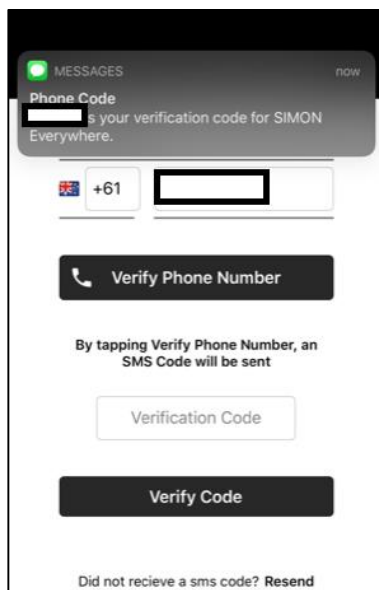 MESSAGES now
Phone Code
s your verification code for SIMON
Everywhere.
+61
Verify Phone Number
By tapping Verify Phone Number, an
SMS Code will be sent
Verification Code
Verify Code
Did not recieve a sms code? Resend